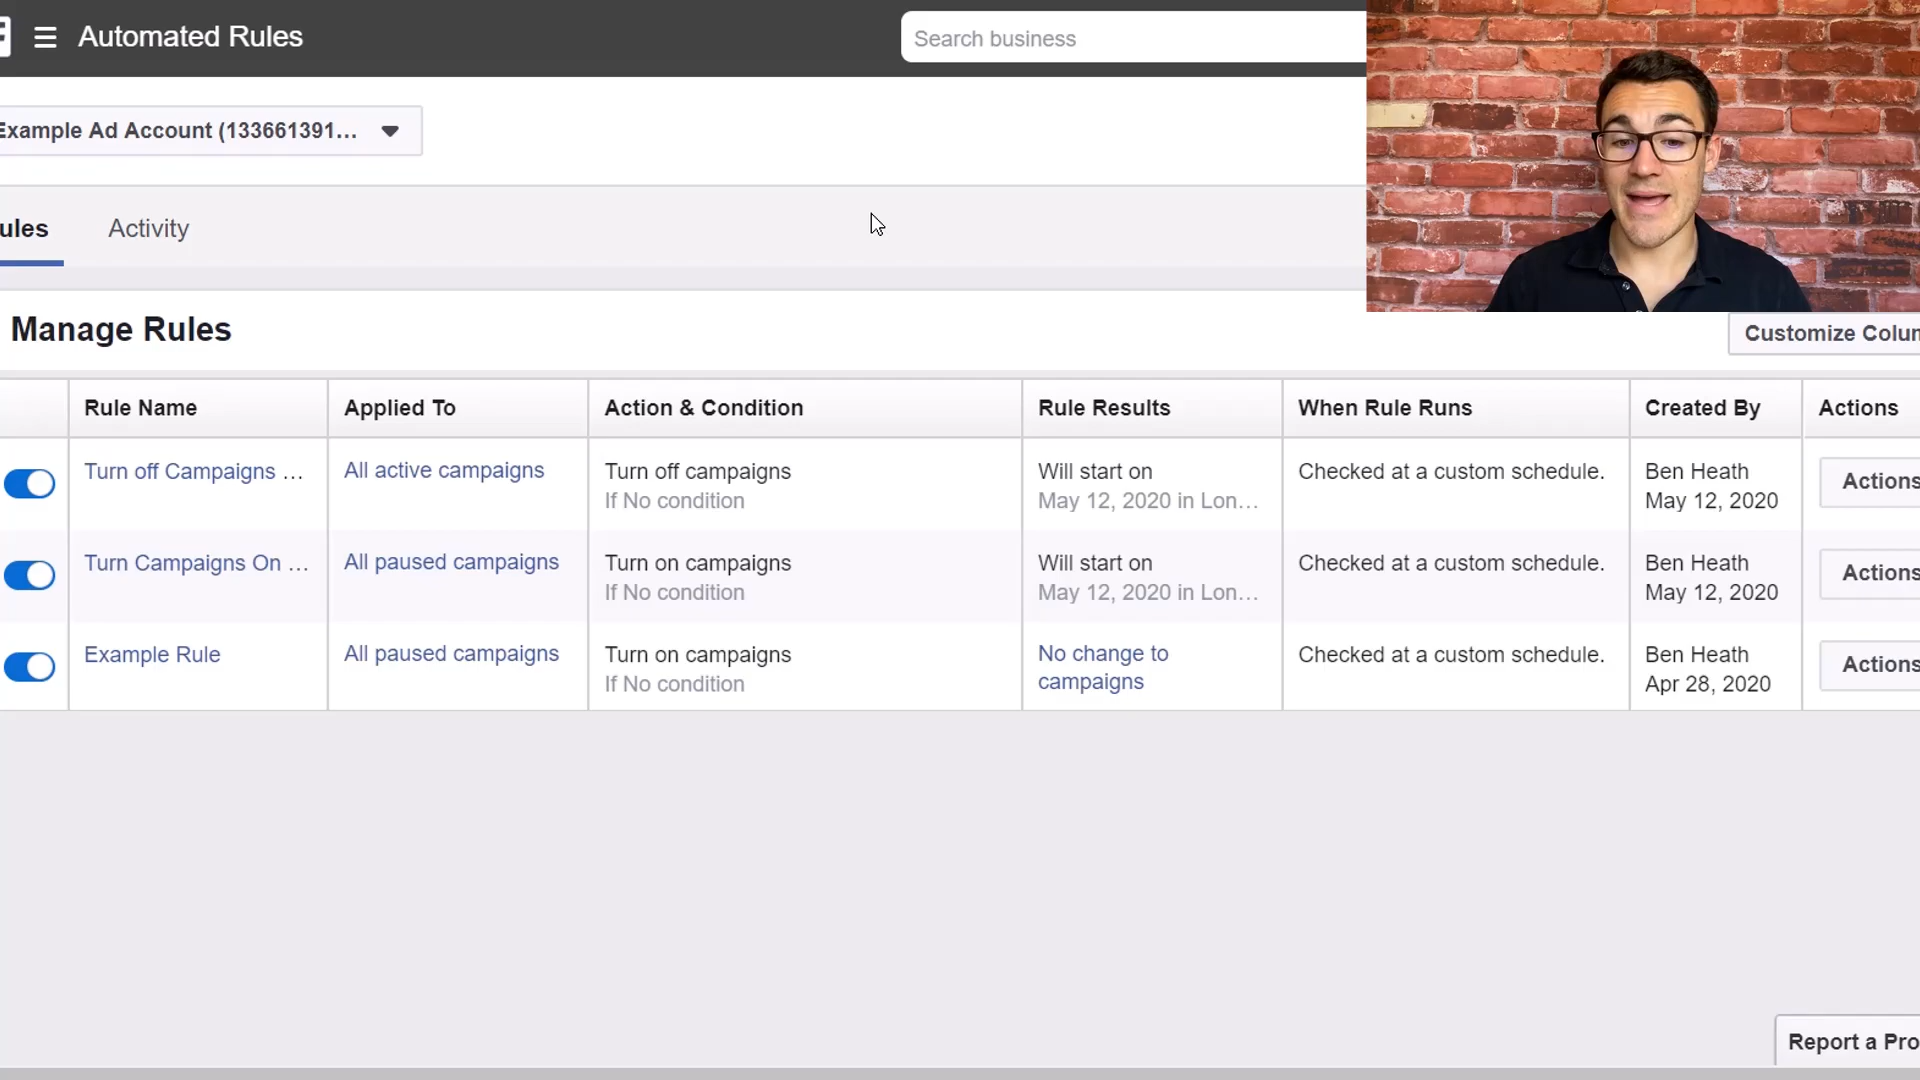 Automated Rules
Search business
Example Ad Account (133661391...
ules
Activity
Manage Rules
Customize Colun
Rule Name
Applied To
Action & Condition
Rule Results
When Rule Runs
Created By
Actions
Turn off Campaigns ...
All active campaigns
Turn off campaigns
If No condition
Will start on
May 12, 2020 in Lon...
Checked at a custom schedule.
Ben Heath
May 12, 2020
Actions
Turn Campaigns On ...
All paused campaigns
Turn on campaigns
If No condition
Will start on
May 12, 2020 in Lon...
Checked at a custom schedule.
Ben Heath
May 12, 2020
Actions
Example Rule
All paused campaigns
Turn on campaigns
If No condition
No change to
campaigns
Checked at a custom schedule.
Ben Heath
Apr 28, 2020
Actions
Report a Pro